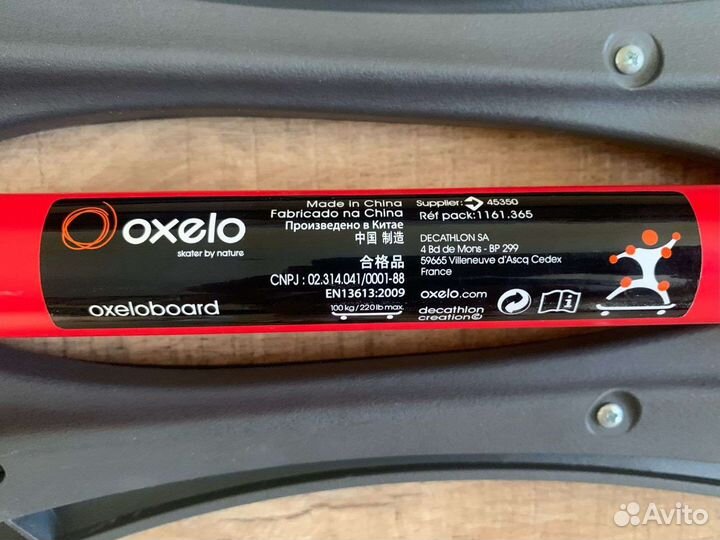 oxelo
skater by nature
oxeloboard
Made in China
Fabricado na China
Произведено в Китае
中国 制造
合格品
CNPJ : 02.314.041/0001-88
EN13613:2009
100 kg / 220 lb max.
Supplier: 45350
Réf pack:1161.365
DECATHLON SA
4 Bd de Mons - BP 299
59665 Villeneuve d'Ascq Cedex
France
oxelo.com
decathlon
creation©
i
Avito